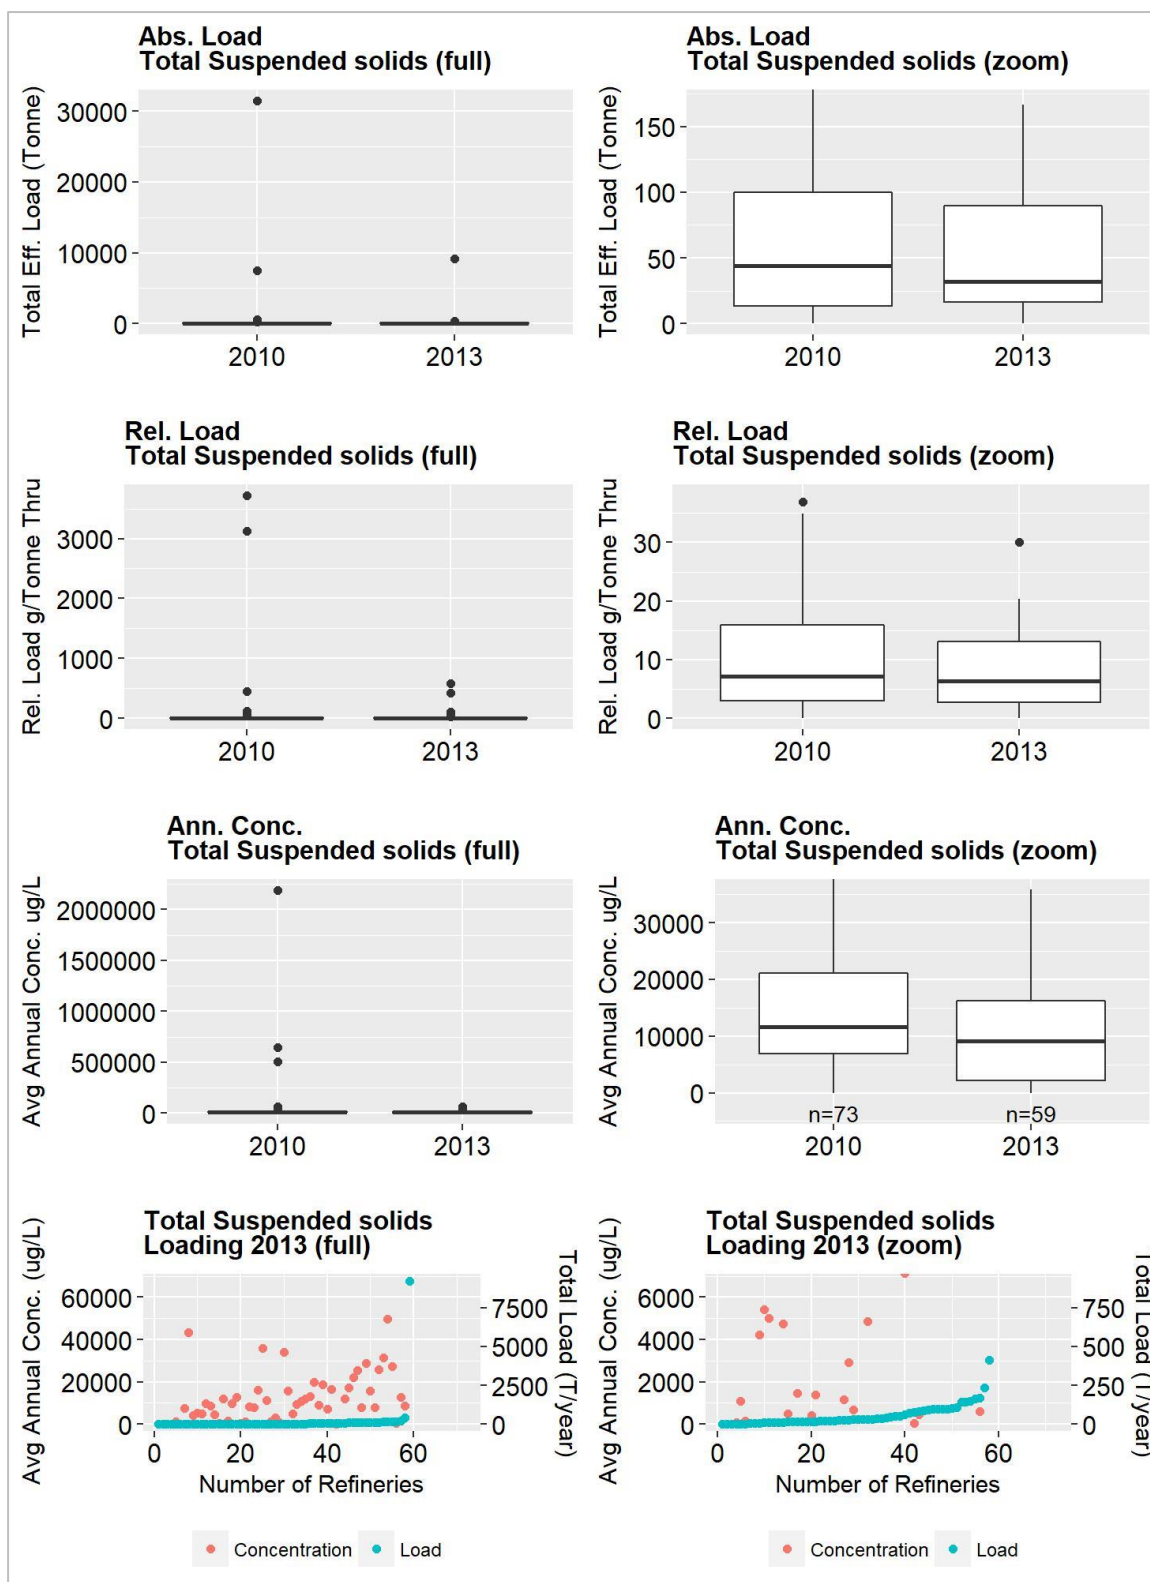 Abs. Load
Total Suspended solids (full)
Total Eff. Load (Tonne)
30000
20000
10000
0
2010
2013
Abs. Load
Total Suspended solids (zoom)
Total Eff. Load (Tonne)
150
100
50
0
2010
2013
Rel. Load
Total Suspended solids (full)
Rel. Load g/Tonne Thru
3000
2000
1000
0
2010
2013
Rel. Load
Total Suspended solids (zoom)
Rel. Load g/Tonne Thru
30
20
10
0
2010
2013
Ann. Conc.
Total Suspended solids (full)
Avg Annual Conc. ug/L
2000000
1500000
1000000
500000
0
2010
2013
Ann. Conc.
Total Suspended solids (zoom)
Avg Annual Conc. ug/L
30000
20000
10000
0
n=73
n=59
2010
2013
Total Suspended solids
Loading 2013 (full)
Avg Annual Conc. (ug/L)
60000
40000
20000
0
Total Load (T/year)
7500
5000
2500
0
0
20
40
60
Number of Refineries
Concentration
Load
Total Suspended solids
Loading 2013 (zoom)
Avg Annual Conc. (ug/L)
6000
4000
2000
0
Total Load (T/year)
750
500
250
0
0
20
40
60
Number of Refineries
Concentration
Load